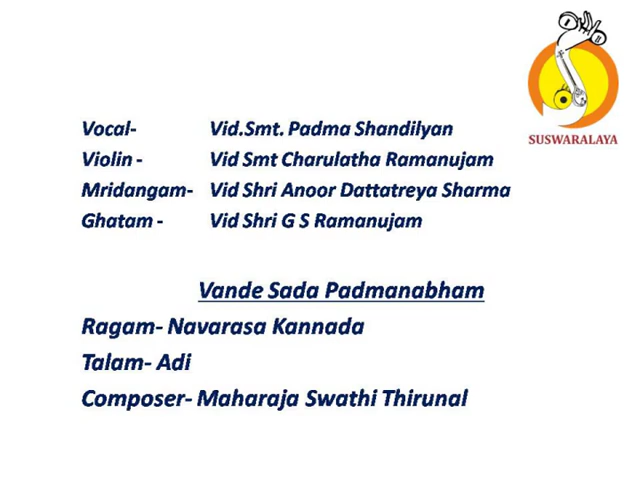 SUSWARALAYA
Vocal- Vid.Smt. Padma Shandilyan
Violin - Vid Smt Charulatha Ramanujam
Mridangam- Vid Shri Anoor Dattatreya Sharma
Ghatam - Vid Shri G S Ramanujam
Vande Sada Padmanabham
Ragam- Navarasa Kannada
Talam- Adi
Composer- Maharaja Swathi Thirunal